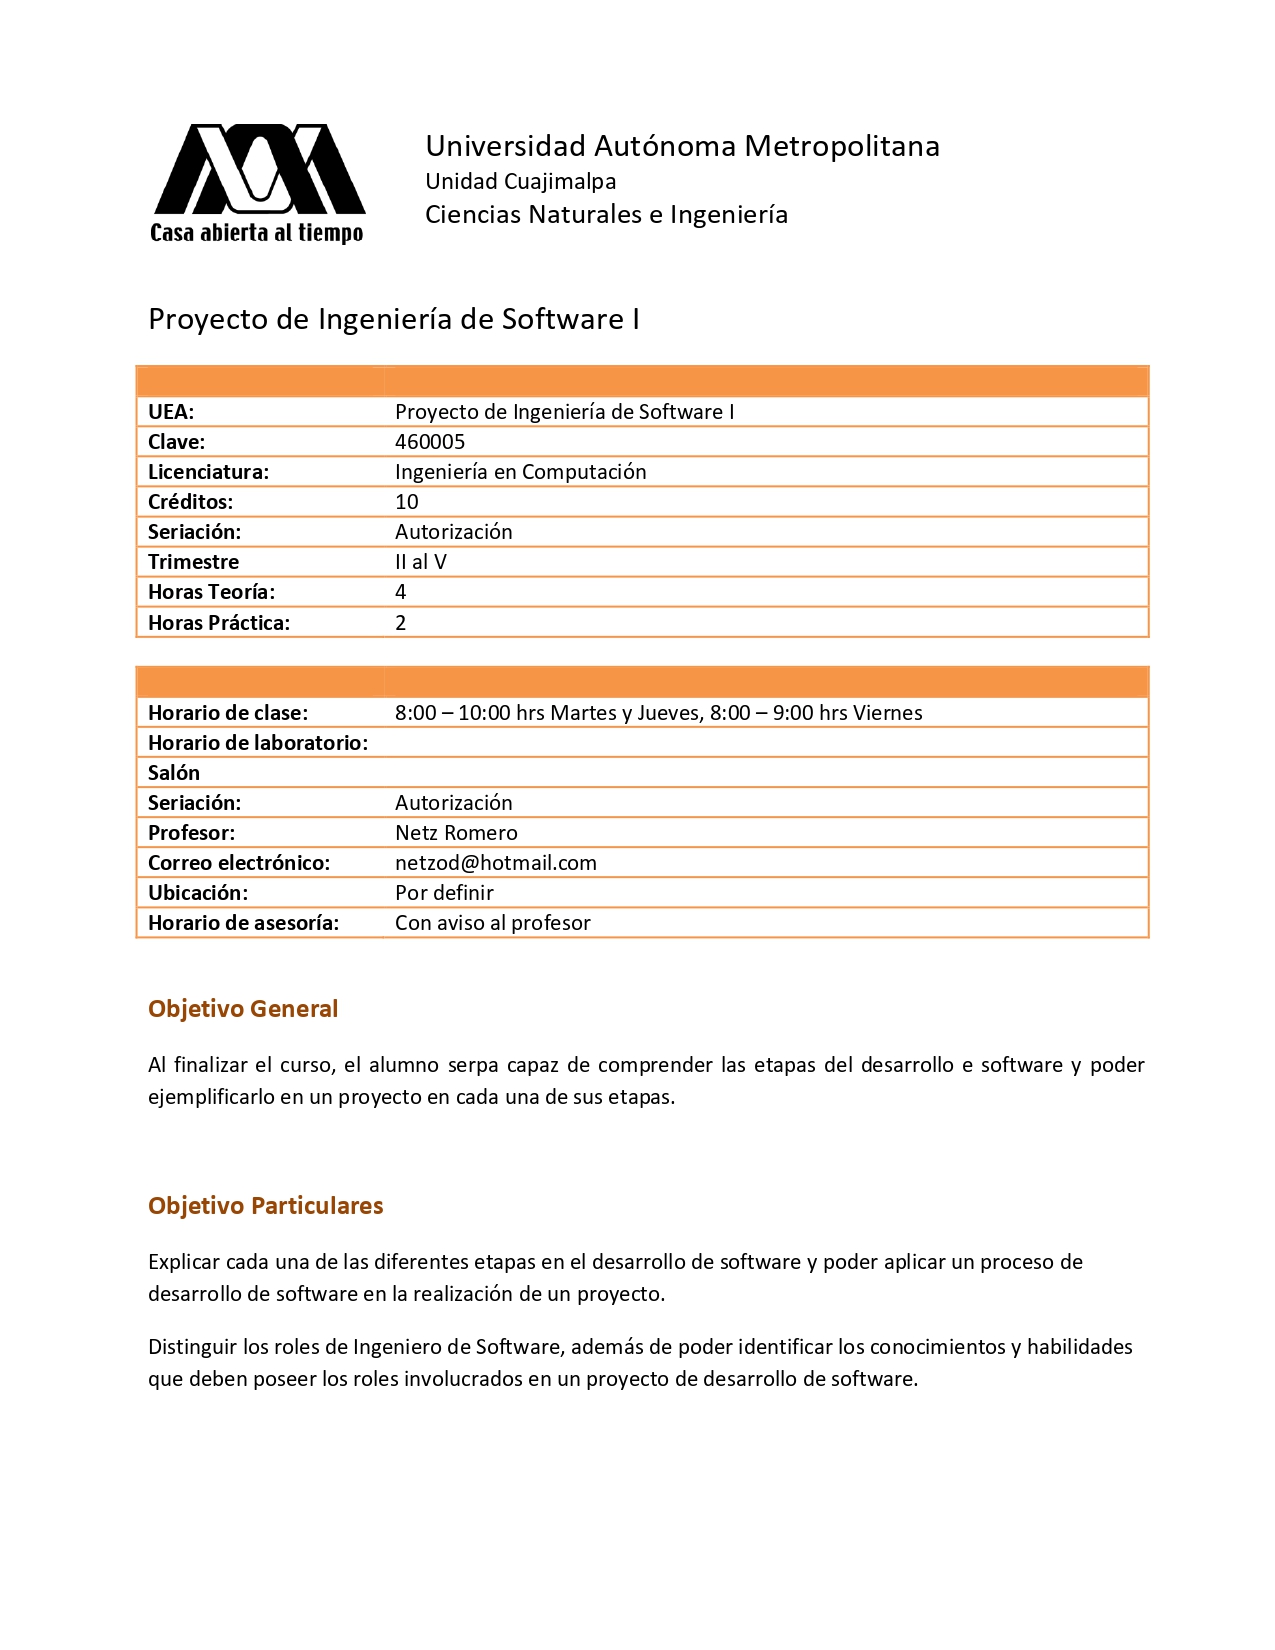 Casa abierta al tiempo
Universidad Autónoma Metropolitana
Unidad Cuajimalpa
Ciencias Naturales e Ingeniería
Proyecto de Ingeniería de Software I
UEA: Proyecto de Ingeniería de Software I
Clave: 460005
Licenciatura: Ingeniería en Computación
Créditos: 10
Seriación: Autorización
Trimestre II al V
Horas Teoría: 4
Horas Práctica: 2
Horario de clase: 8:00 – 10:00 hrs Martes y Jueves, 8:00 – 9:00 hrs Viernes
Horario de laboratorio:
Salón
Seriación: Autorización
Profesor: Netz Romero
Correo electrónico: netzod@hotmail.com
Ubicación: Por definir
Horario de asesoría: Con aviso al profesor
Objetivo General
Al finalizar el curso, el alumno serpa capaz de comprender las etapas del desarrollo e software y poder
ejemplificarlo en un proyecto en cada una de sus etapas.
Objetivo Particulares
Explicar cada una de las diferentes etapas en el desarrollo de software y poder aplicar un proceso de
desarrollo de software en la realización de un proyecto.
Distinguir los roles de Ingeniero de Software, además de poder identificar los conocimientos y habilidades
que deben poseer los roles involucrados en un proyecto de desarrollo de software.